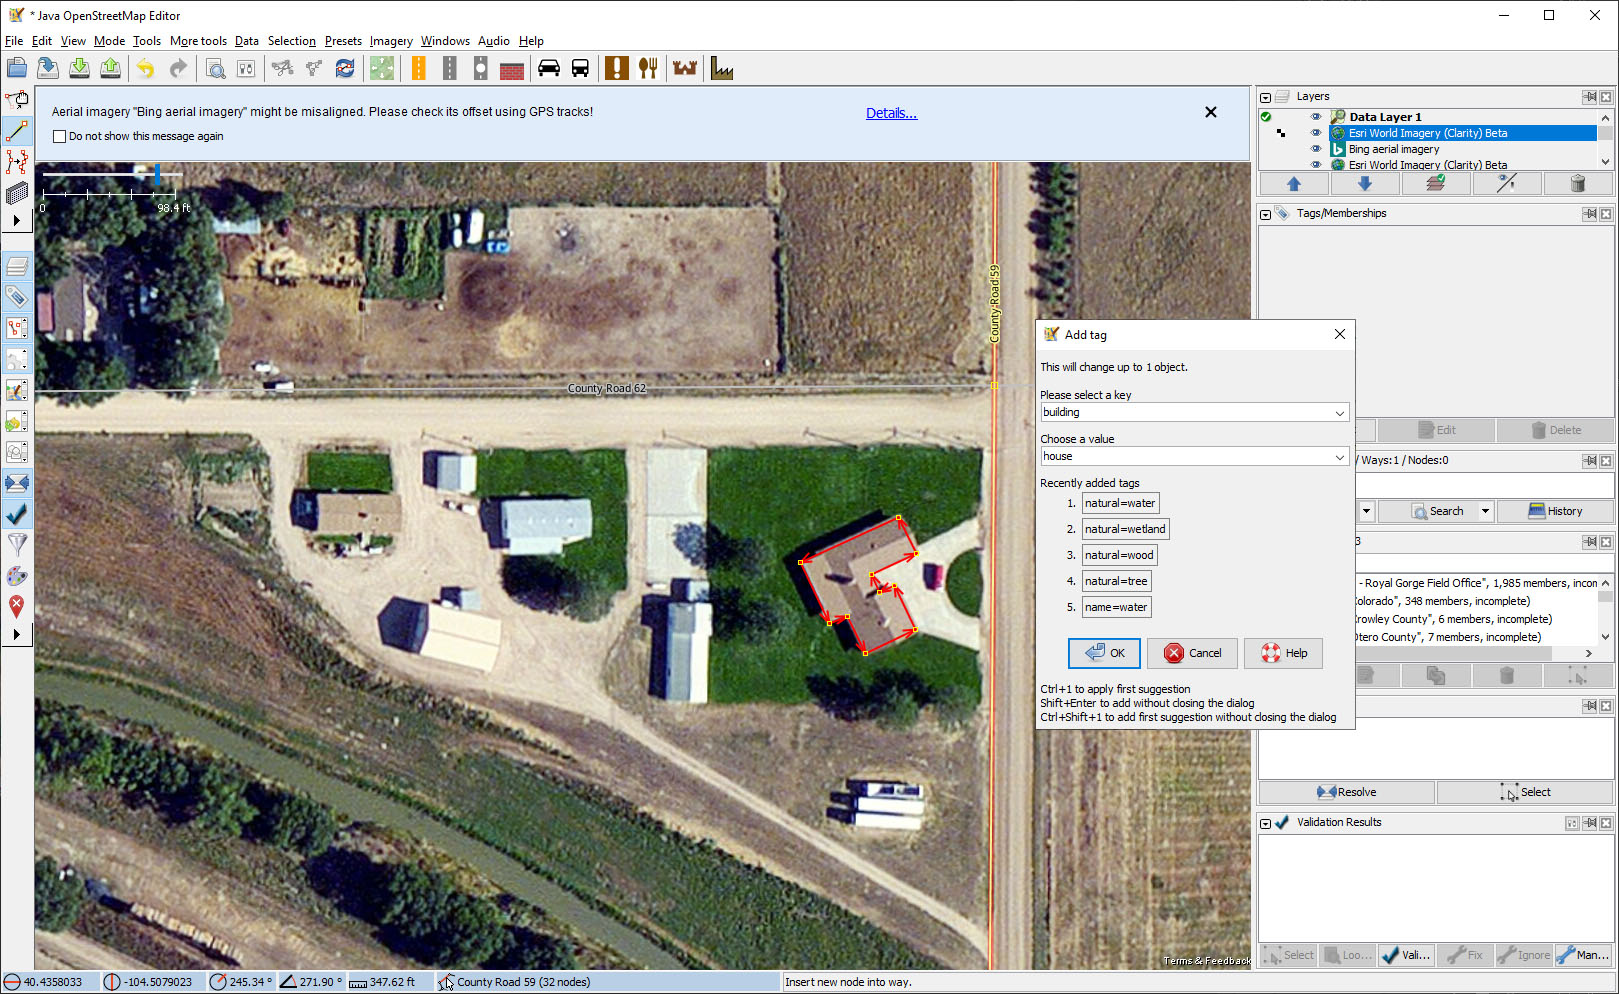 * Java OpenStreetMap Editor
File Edit View Mode Tools More tools Data Selection Presets Imagery Windows Audio Help
Aerial imagery "Bing aerial imagery" might be misaligned. Please check its offset using GPS tracks!
Details...
Do not show this message again
0
98.4 ft
County Road 59
County Road 62
Terms & Feedback
Layers
Data Layer 1
Esri World Imagery (Clarity) Beta
Bing aerial imagery
Esri World Imagery (Clarity) Beta
Tags/Memberships
Edit
Delete
/ Ways:1 / Nodes:0
Search
History
3
- Royal Gorge Field Office", 1,985 members, incom
Colorado", 348 members, incomplete)
Crowley County", 6 members, incomplete)
Otero County", 7 members, incomplete)
Resolve
Select
Validation Results
Select
Loo...
Vali...
Fix
Ignore
Man...
Add tag
This will change up to 1 object.
Please select a key
building
Choose a value
house
Recently added tags
1. natural=water
2. natural=wetland
3. natural=wood
4. natural=tree
5. name=water
OK
Cancel
Help
Ctrl+1 to apply first suggestion
Shift+Enter to add without closing the dialog
Ctrl+Shift+1 to add first suggestion without closing the dialog
40.4358033
-104.5079023
245.34 °
271.90 °
347.62 ft
County Road 59 (32 nodes)
Insert new node into way.